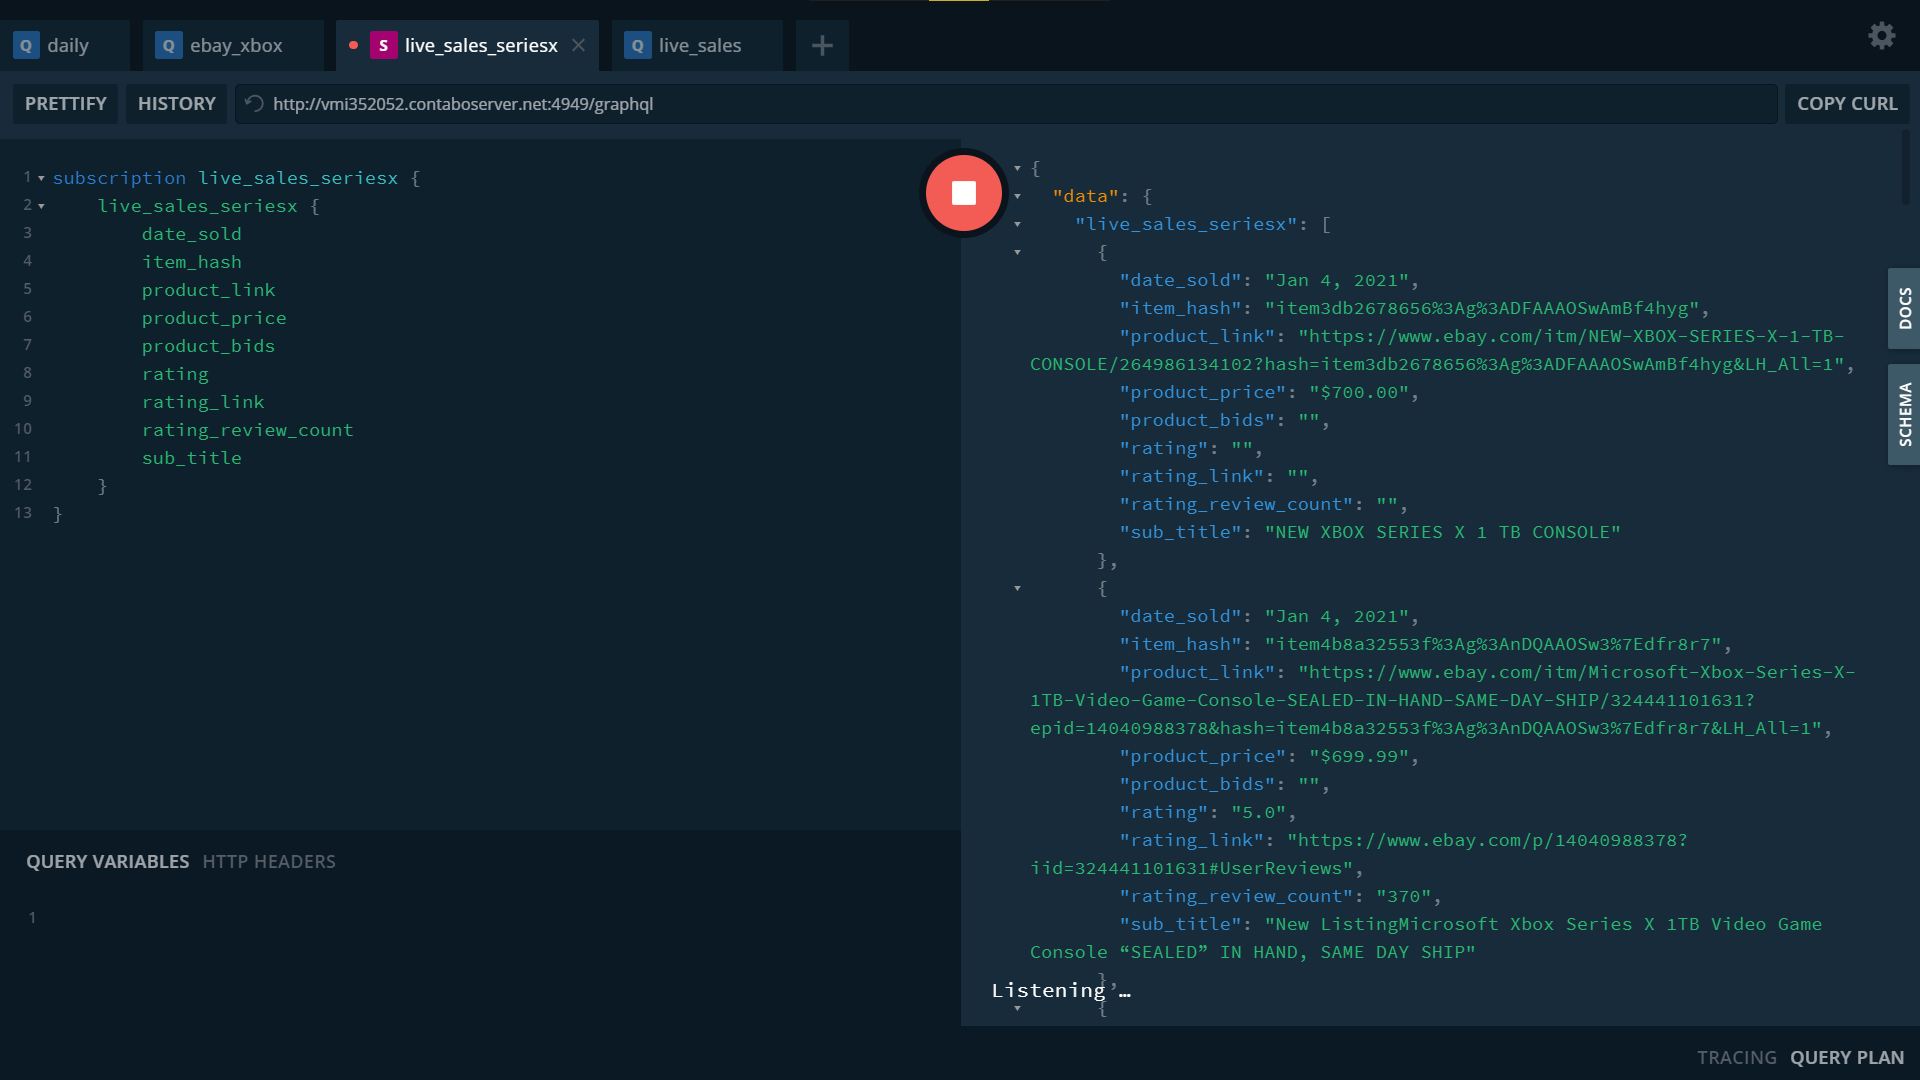 Q daily
Q ebay_xbox
S live_sales_seriesx ×
Q live_sales
+
PRETTIFY
HISTORY
http://vmi352052.contaboserver.net:4949/graphql
COPY CURL
1 subscription live_sales_seriesx {
2 live_sales_seriesx {
3 date_sold
4 item_hash
5 product_link
6 product_price
7 product_bids
8 rating
9 rating_link
10 rating_review_count
11 sub_title
12 }
13 }
{
"data": {
"live_sales_seriesx": [
{
"date_sold": "Jan 4, 2021",
"item_hash": "item3db2678656%3Ag%3ADFAAAOSwAmBf4hyg",
"product_link": "https://www.ebay.com/itm/NEW-XBOX-SERIES-X-1-TB-
CONSOLE/264986134102?hash=item3db2678656%3Ag%3ADFAAAOSwAmBf4hyg&LH_All=1",
"product_price": "$700.00",
"product_bids": "",
"rating": "",
"rating_link": "",
"rating_review_count": "",
"sub_title": "NEW XBOX SERIES X 1 TB CONSOLE"
},
{
"date_sold": "Jan 4, 2021",
"item_hash": "item4b8a32553f%3Ag%3AnDQAAOSw3%7Edfr8r7",
"product_link": "https://www.ebay.com/itm/Microsoft-Xbox-Series-X-
1TB-Video-Game-Console-SEALED-IN-HAND-SAME-DAY-SHIP/324441101631?
epid=14040988378&hash=item4b8a32553f%3Ag%3AnDQAAOSw3%7Edfr8r7&LH_All=1",
"product_price": "$699.99",
"product_bids": "",
"rating": "5.0",
"rating_link": "https://www.ebay.com/p/14040988378?
iid=324441101631#UserReviews",
"rating_review_count": "370",
"sub_title": "New ListingMicrosoft Xbox Series X 1TB Video Game
Console “SEALED” IN HAND, SAME DAY SHIP"
},
Listening …
{
DOCS
SCHEMA
QUERY VARIABLES HTTP HEADERS
1
TRACING QUERY PLAN